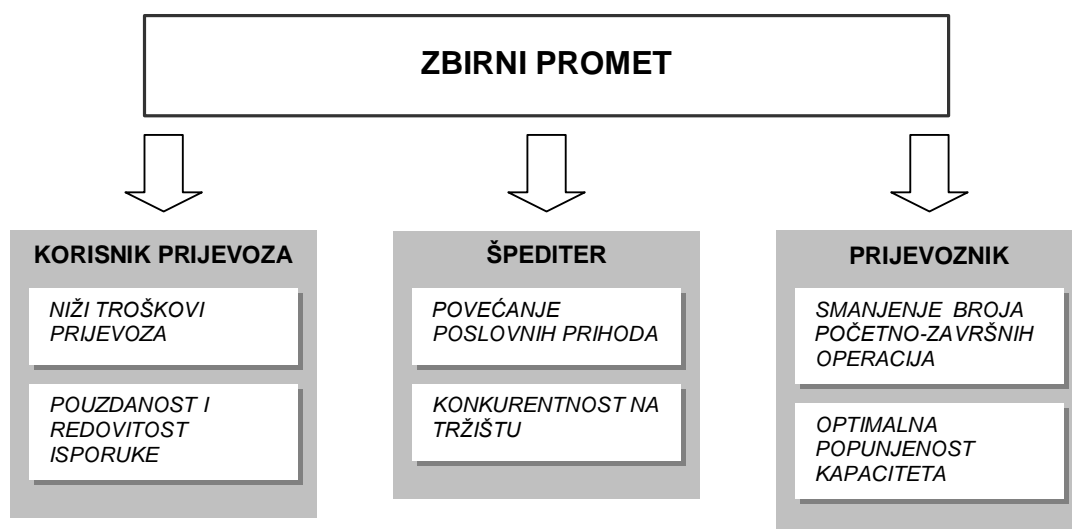 ZBIRNI PROMET
KORISNIK PRIJEVOZA
NIŽI TROŠKOVI
PRIJEVOZA
POUZDANOST I
REDOVITOST
ISPORUKE
ŠPEDITER
POVEĆANJE
POSLOVNIH PRIHODA
KONKURENTNOST NA
TRŽIŠTU
PRIJEVOZNIK
SMANJENJE BROJA
POČETNO-ZAVRŠNIH
OPERACIJA
OPTIMALNA
POPUNJENOST
KAPACITETA